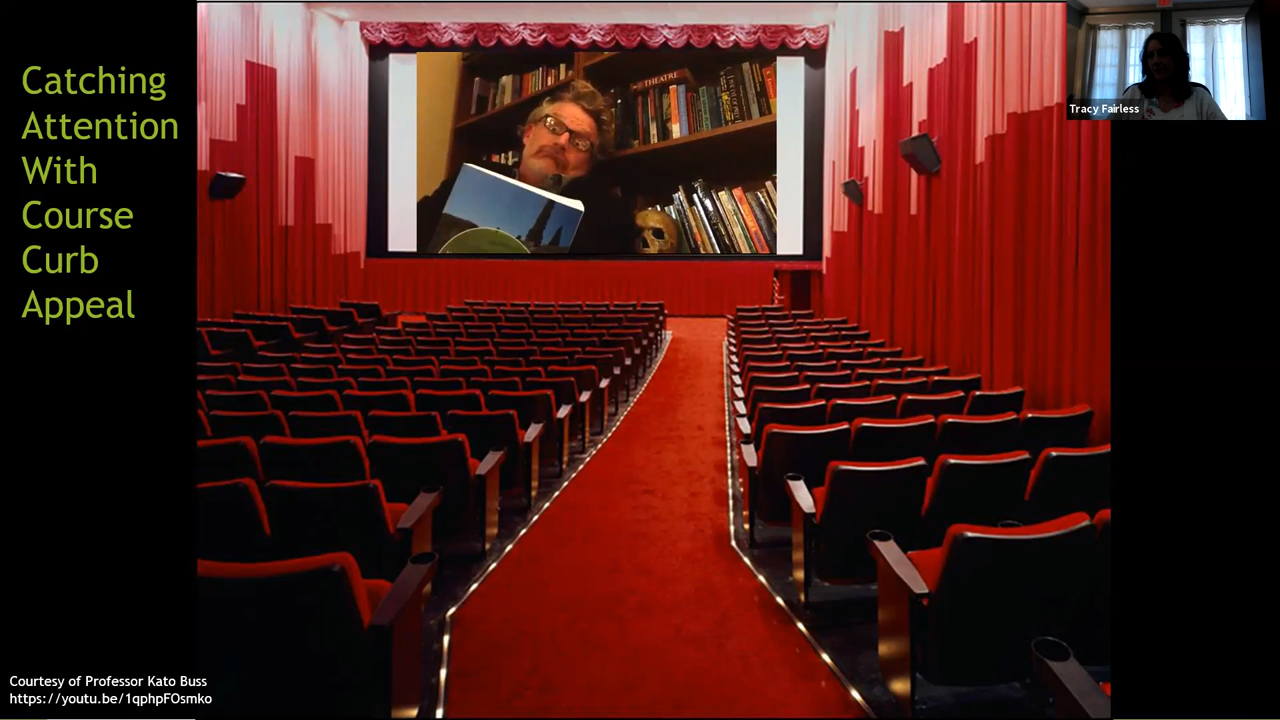 Catching
Attention
With
Course
Curb
Appeal
Tracy Fairless
THEATRE
Courtesy of Professor Kato Buss
https://youtu.be/1qphpFOsmko